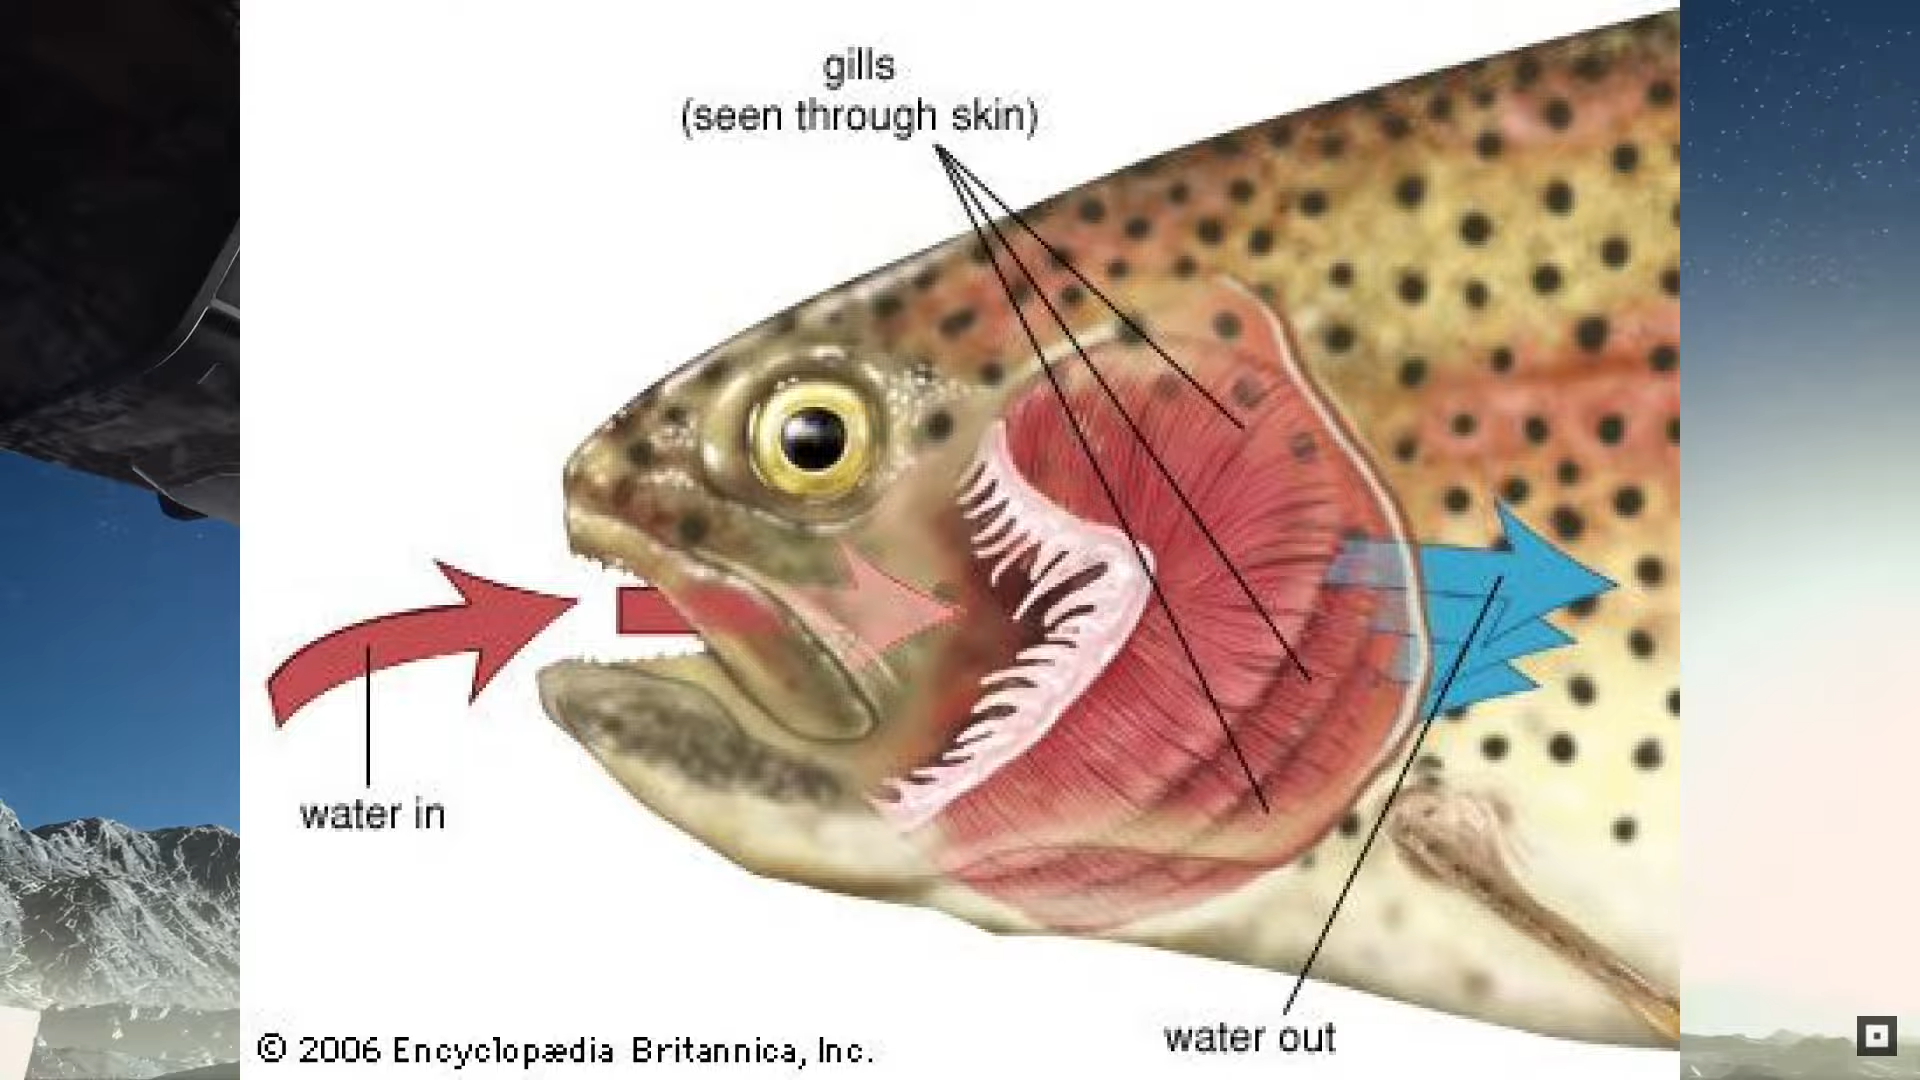 gills
(seen through skin)
water in
water out
© 2006 Encyclopædia Britannica, Inc.